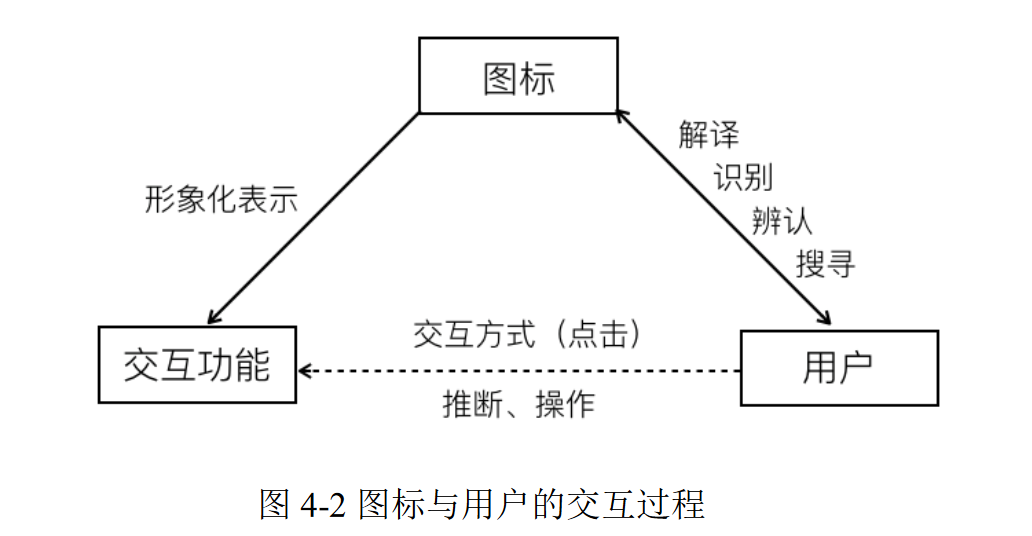 图标
解译
识别
形象化表示
辨认
搜寻
交互方式（点击）
交互功能
用户
推断、操作
图 4-2 图标与用户的交互过程